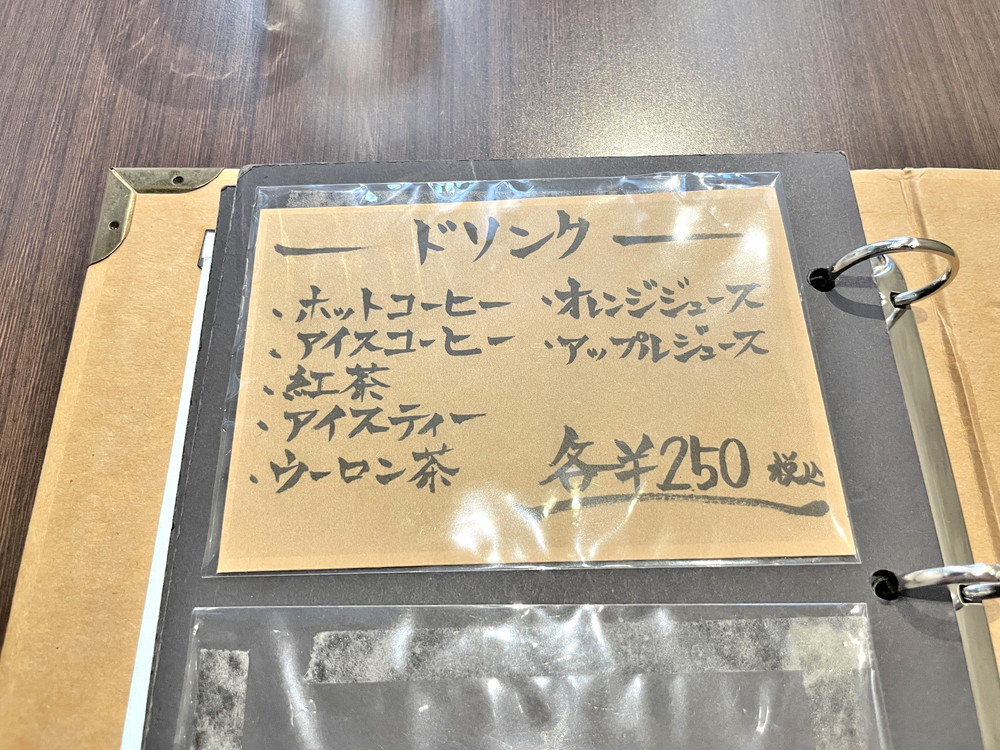 ドリンク
・ホットコーヒー
・アイスコーヒー
・紅茶
・アイスティー
・ウーロン茶
・オレンジジュース
・アップルジュース
各¥250 税込